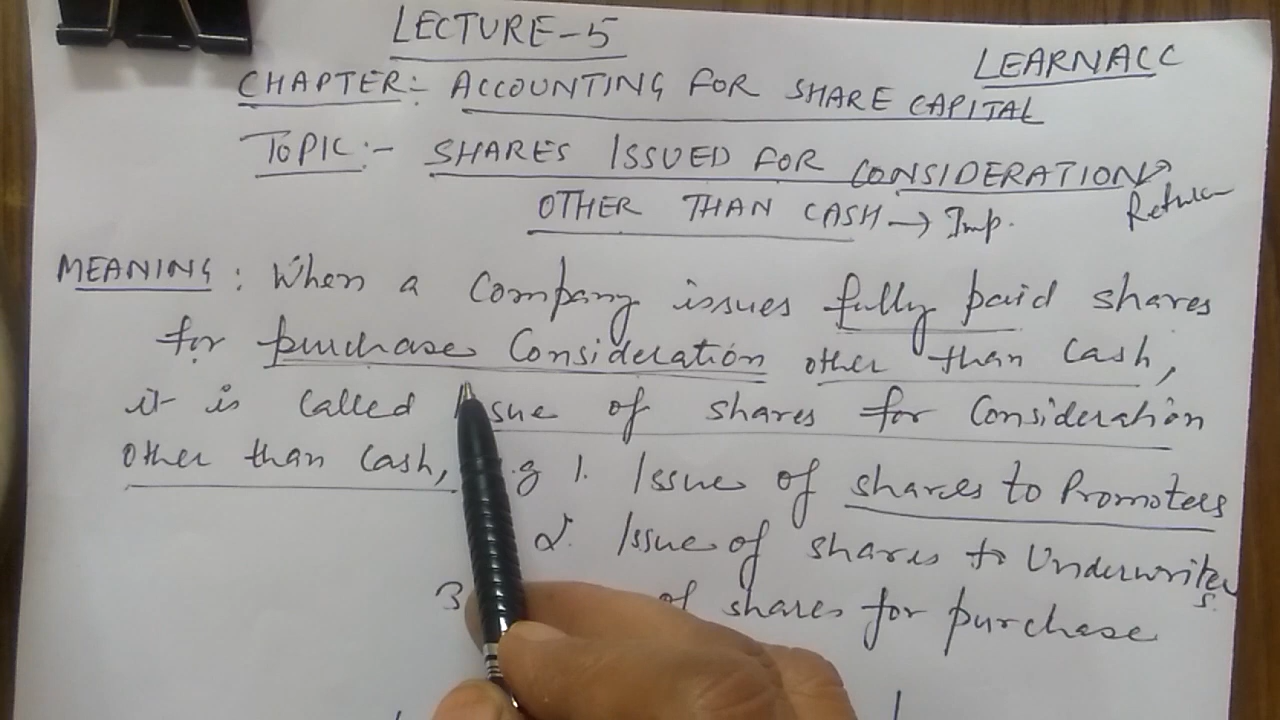 LECTURE-5
LEARNACC
CHAPTER:- ACCOUNTING FOR SHARE CAPITAL
TOPIC:- SHARES ISSUED FOR CONSIDERATION
OTHER THAN CASH → Imp.
MEANING: When a Company issues fully paid shares
for purchase Consideration other than Cash,
it is called Issue of shares for Consideration
other than Cash, e.g 1. Issue of shares to Promoters
2. Issue of shares to Underwriters.
3 of shares for purchase